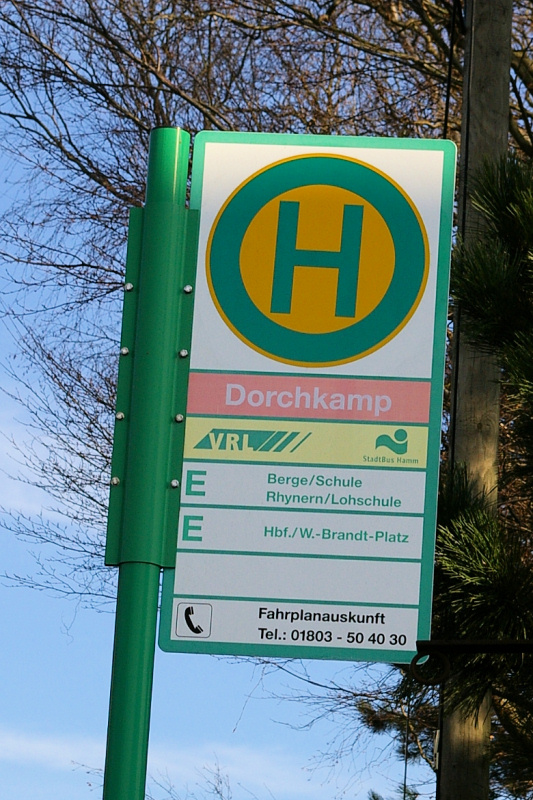 H
Dorchkamp
VRL
StadtBus Hamm
E
Berge/Schule
Rhynern/Lohschule
E
Hbf./W.-Brandt-Platz
Fahrplanauskunft
Tel.: 01803 - 50 40 30